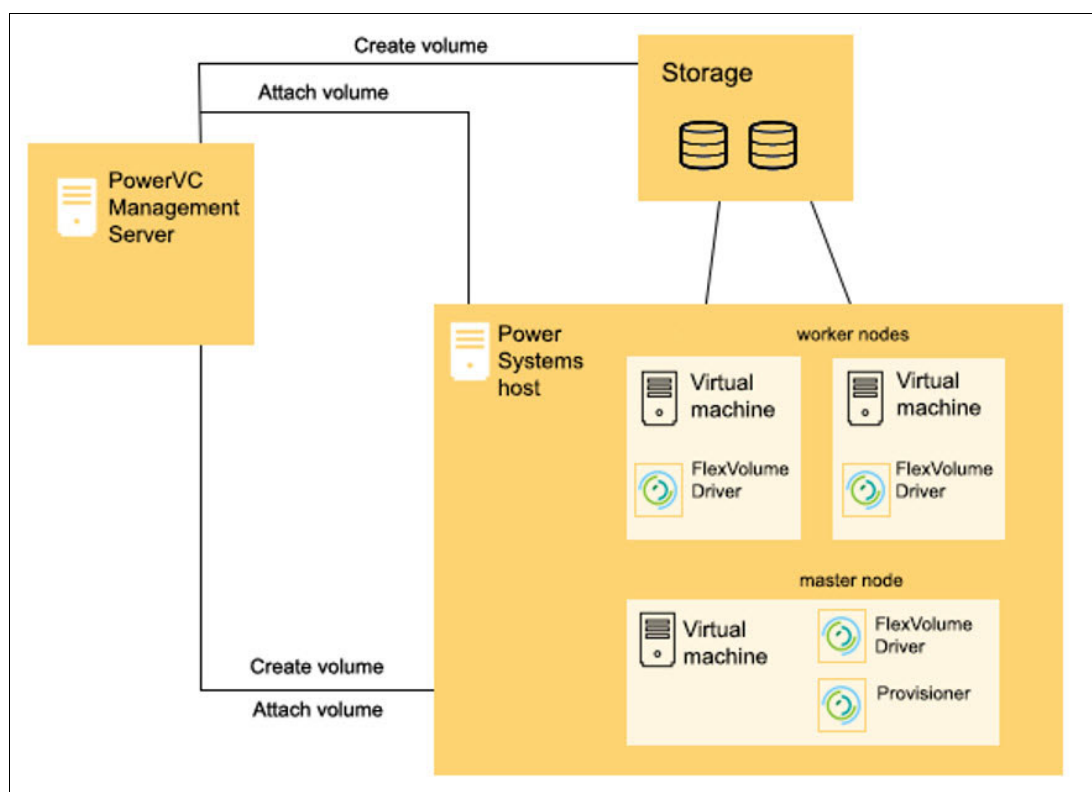 Create volume
Attach volume
Storage
PowerVC
Management
Server
Power
Systems
host
worker nodes
Virtual
machine
FlexVolume
Driver
Virtual
machine
FlexVolume
Driver
master node
Virtual
machine
FlexVolume
Driver
Provisioner
Create volume
Attach volume